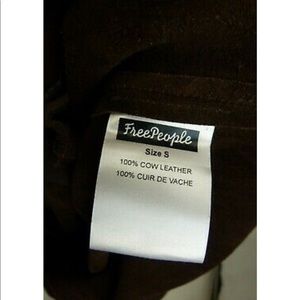 FreePeople
Size S
100% COW LEATHER
100% CUIR DE VACHE